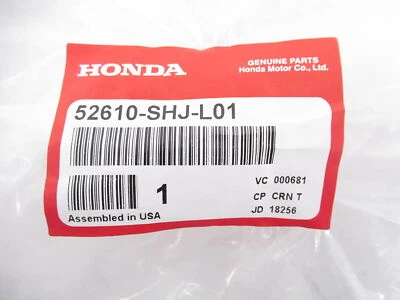 HONDA
GENUINE PARTS
Honda Motor Co., Ltd.
52610-SHJ-L01
1
VC 000681
CP CRN T
JD 18256
Assembled in USA